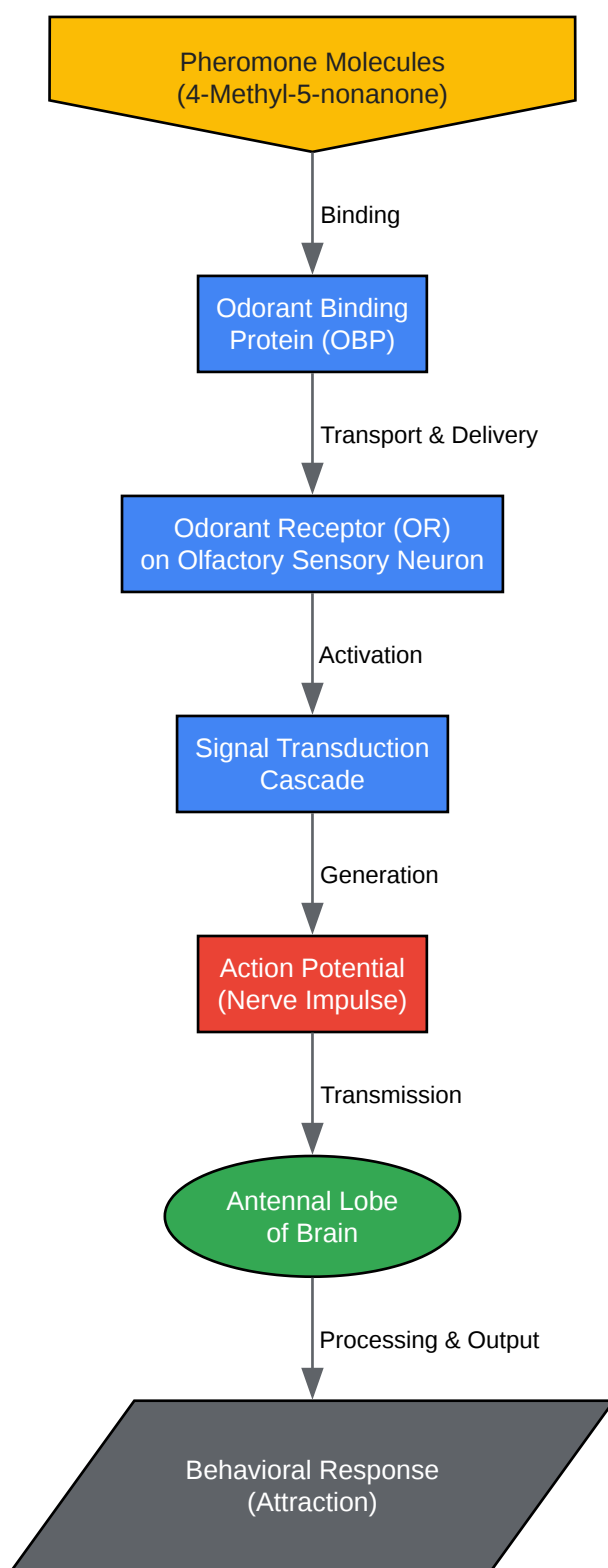 Pheromone Molecules
(4-Methyl-5-nonanone)
Binding
Odorant Binding
Protein (OBP)
Transport & Delivery
Odorant Receptor (OR)
on Olfactory Sensory Neuron
Activation
Signal Transduction
Cascade
Generation
Action Potential
(Nerve Impulse)
Transmission
Antennal Lobe
of Brain
Processing & Output
Behavioral Response
(Attraction)